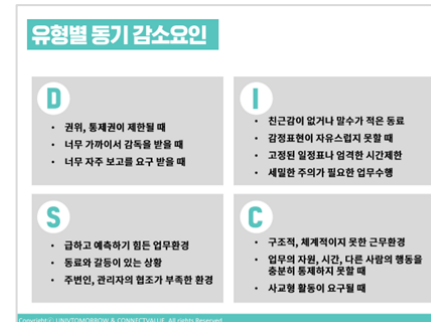 유형별 동기 감소요인
D
• 권위, 통제권이 제한될 때
• 너무 가까이서 감독을 받을 때
• 너무 자주 보고를 요구 받을 때
I
• 친근감이 없거나 말수가 적은 동료
• 감정표현이 자유스럽지 못할 때
• 고정된 일정표나 엄격한 시간제한
• 세밀한 주의가 필요한 업무수행
S
• 급하고 예측하기 힘든 업무환경
• 동료와 갈등이 있는 상황
• 주변인, 관리자의 협조가 부족한 환경
C
• 구조적, 체계적이지 못한 근무환경
• 업무의 자원, 시간, 다른 사람의 행동을
충분히 통제하지 못할 때
• 사교형 활동이 요구될 때
Copyright© UNIVTOMORROW & CONNECTVALUE. All rights Reserved.